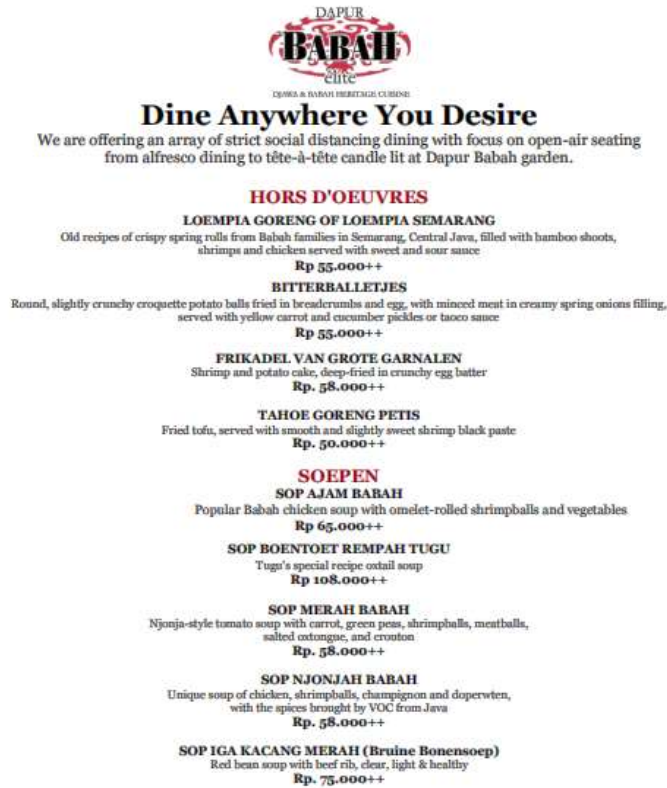 DAPUR
BABAH
élite
DJAWA & BABAH HERITAGE CUISINE
Dine Anywhere You Desire
We are offering an array of strict social distancing dining with focus on open-air seating
from alfresco dining to tête-à-tête candle lit at Dapur Babah garden.
HORS D'OEUVRES
LOEMPIA GORENG OF LOEMPIA SEMARANG
Old recipes of crispy spring rolls from Babah families in Semarang, Central Java, filled with bamboo shoots,
shrimps and chicken served with sweet and sour sauce
Rp 55.000++
BITTERBALLETJES
Round, slightly crunchy croquette potato balls fried in breadcrumbs and egg, with minced meat in creamy spring onions filling,
served with yellow carrot and cucumber pickles or taoco sauce
Rp 55.000++
FRIKADEL VAN GROTE GARNALEN
Shrimp and potato cake, deep-fried in crunchy egg batter
Rp. 58.000++
TAHOE GORENG PETIS
Fried tofu, served with smooth and slightly sweet shrimp black paste
Rp. 50.000++
SOEPEN
SOP AJAM BABAH
Popular Babah chicken soup with omelet-rolled shrimpballs and vegetables
Rp 65.000++
SOP BOENTOET REMPAH TUGU
Tugu's special recipe oxtail soup
Rp 108.000++
SOP MERAH BABAH
Njonja-style tomato soup with carrot, green peas, shrimpballs, meatballs,
salted oxtongue, and crouton
Rp. 58.000++
SOP NJONJAH BABAH
Unique soup of chicken, shrimpballs, champignon and doperwten,
with the spices brought by VOC from Java
Rp. 58.000++
SOP IGA KACANG MERAH (Bruine Bonensoep)
Red bean soup with beef rib, clear, light & healthy
Rp. 75.000++